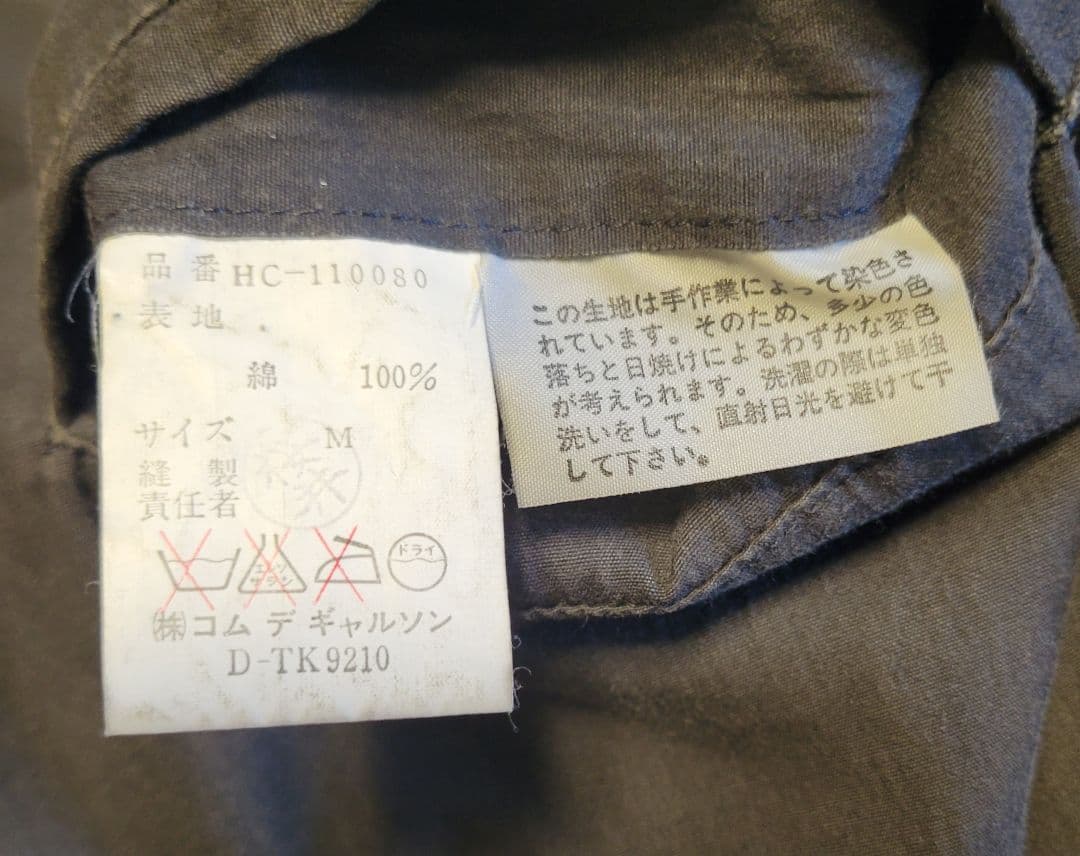 品番 HC-110080
表地
綿 100%
サイズ M
縫製
責任者
ドライ
(株)コム デ ギャルソン
D-TK9210
この生地は手作業によって染色さ
れています。そのため、多少の色
落ちと日焼けによるわずかな変色
が考えられます。洗濯の際は単独
洗いをして、直射日光を避けて干
して下さい。